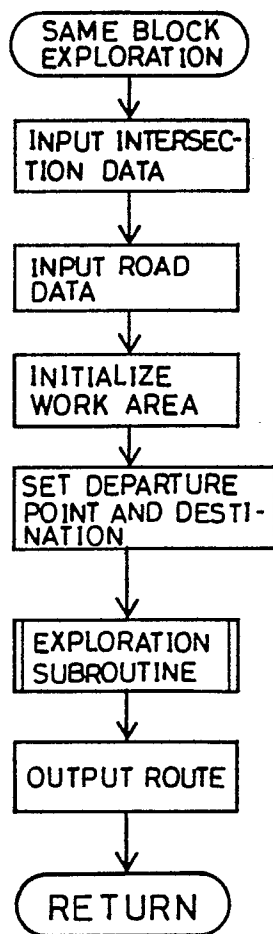 SAME BLOCK
EXPLORATION
INPUT INTERSEC-
TION DATA
INPUT ROAD
DATA
INITIALIZE
WORK AREA
SET DEPARTURE
POINT AND DESTI-
NATION
EXPLORATION
SUBROUTINE
OUTPUT ROUTE
RETURN